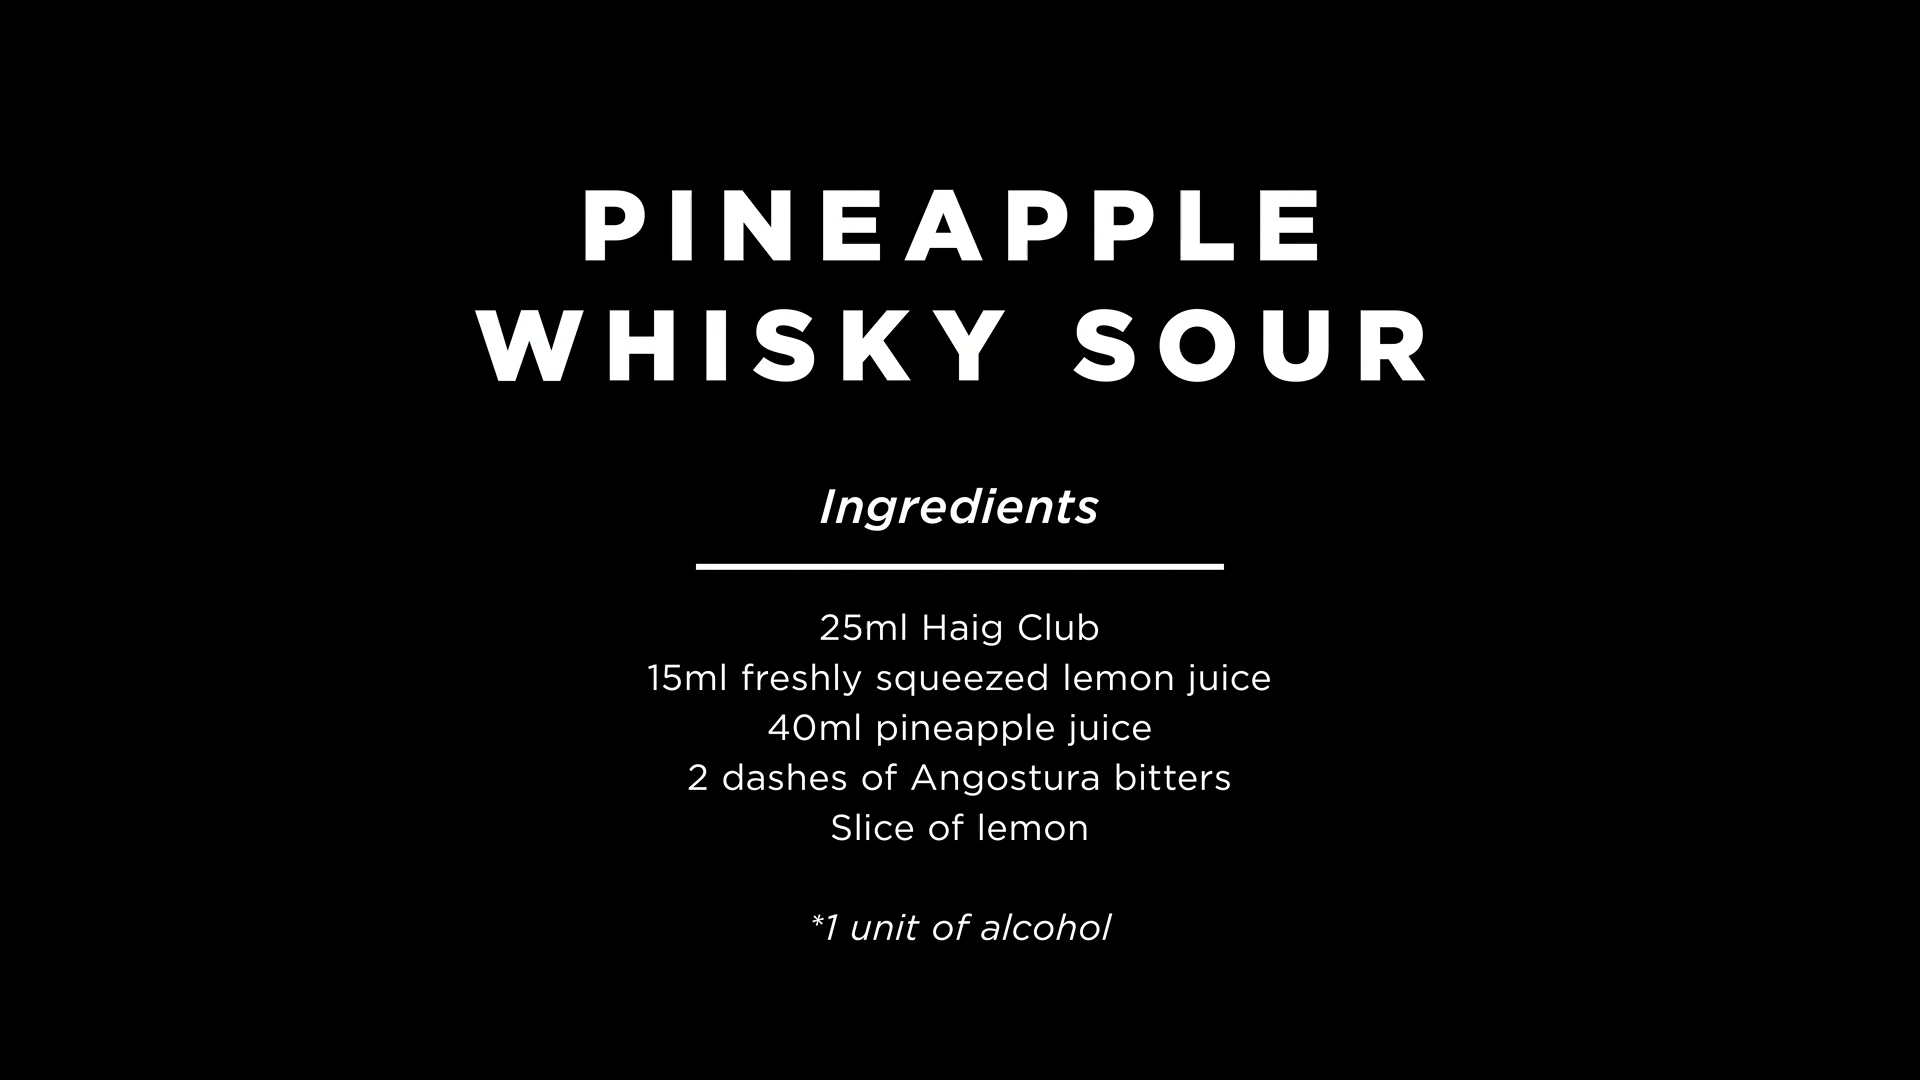 PINEAPPLE
WHISKY SOUR
Ingredients
25ml Haig Club
15ml freshly squeezed lemon juice
40ml pineapple juice
2 dashes of Angostura bitters
Slice of lemon
*1 unit of alcohol